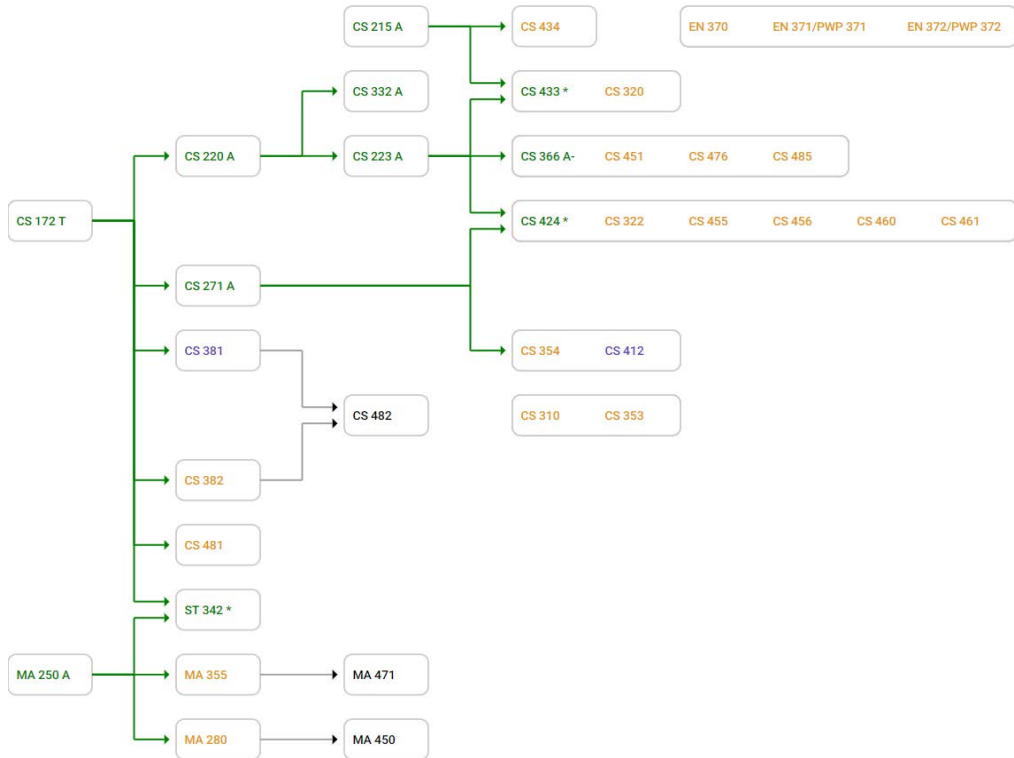 CS 215 A CS 434 EN 370 EN 371/PWP 371 EN 372/PWP 372
CS 332 A CS 433 * CS 320
CS 220 A CS 223 A CS 366 A- CS 451 CS 476 CS 485
CS 172 T CS 424 * CS 322 CS 455 CS 456 CS 460 CS 461
CS 271 A
CS 381 CS 354 CS 412
CS 482 CS 310 CS 353
CS 382
CS 481
ST 342 *
MA 250 A MA 355 MA 471
MA 280 MA 450